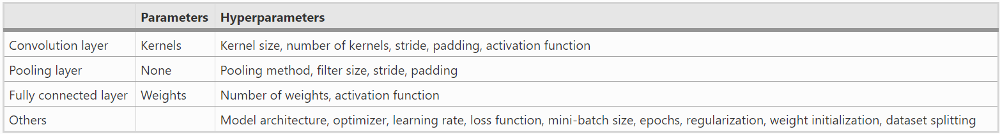 Parameters Hyperparameters
Convolution layer Kernels Kernel size, number of kernels, stride, padding, activation function
Pooling layer None Pooling method, filter size, stride, padding
Fully connected layer Weights Number of weights, activation function
Others Model architecture, optimizer, learning rate, loss function, mini-batch size, epochs, regularization, weight initialization, dataset splitting